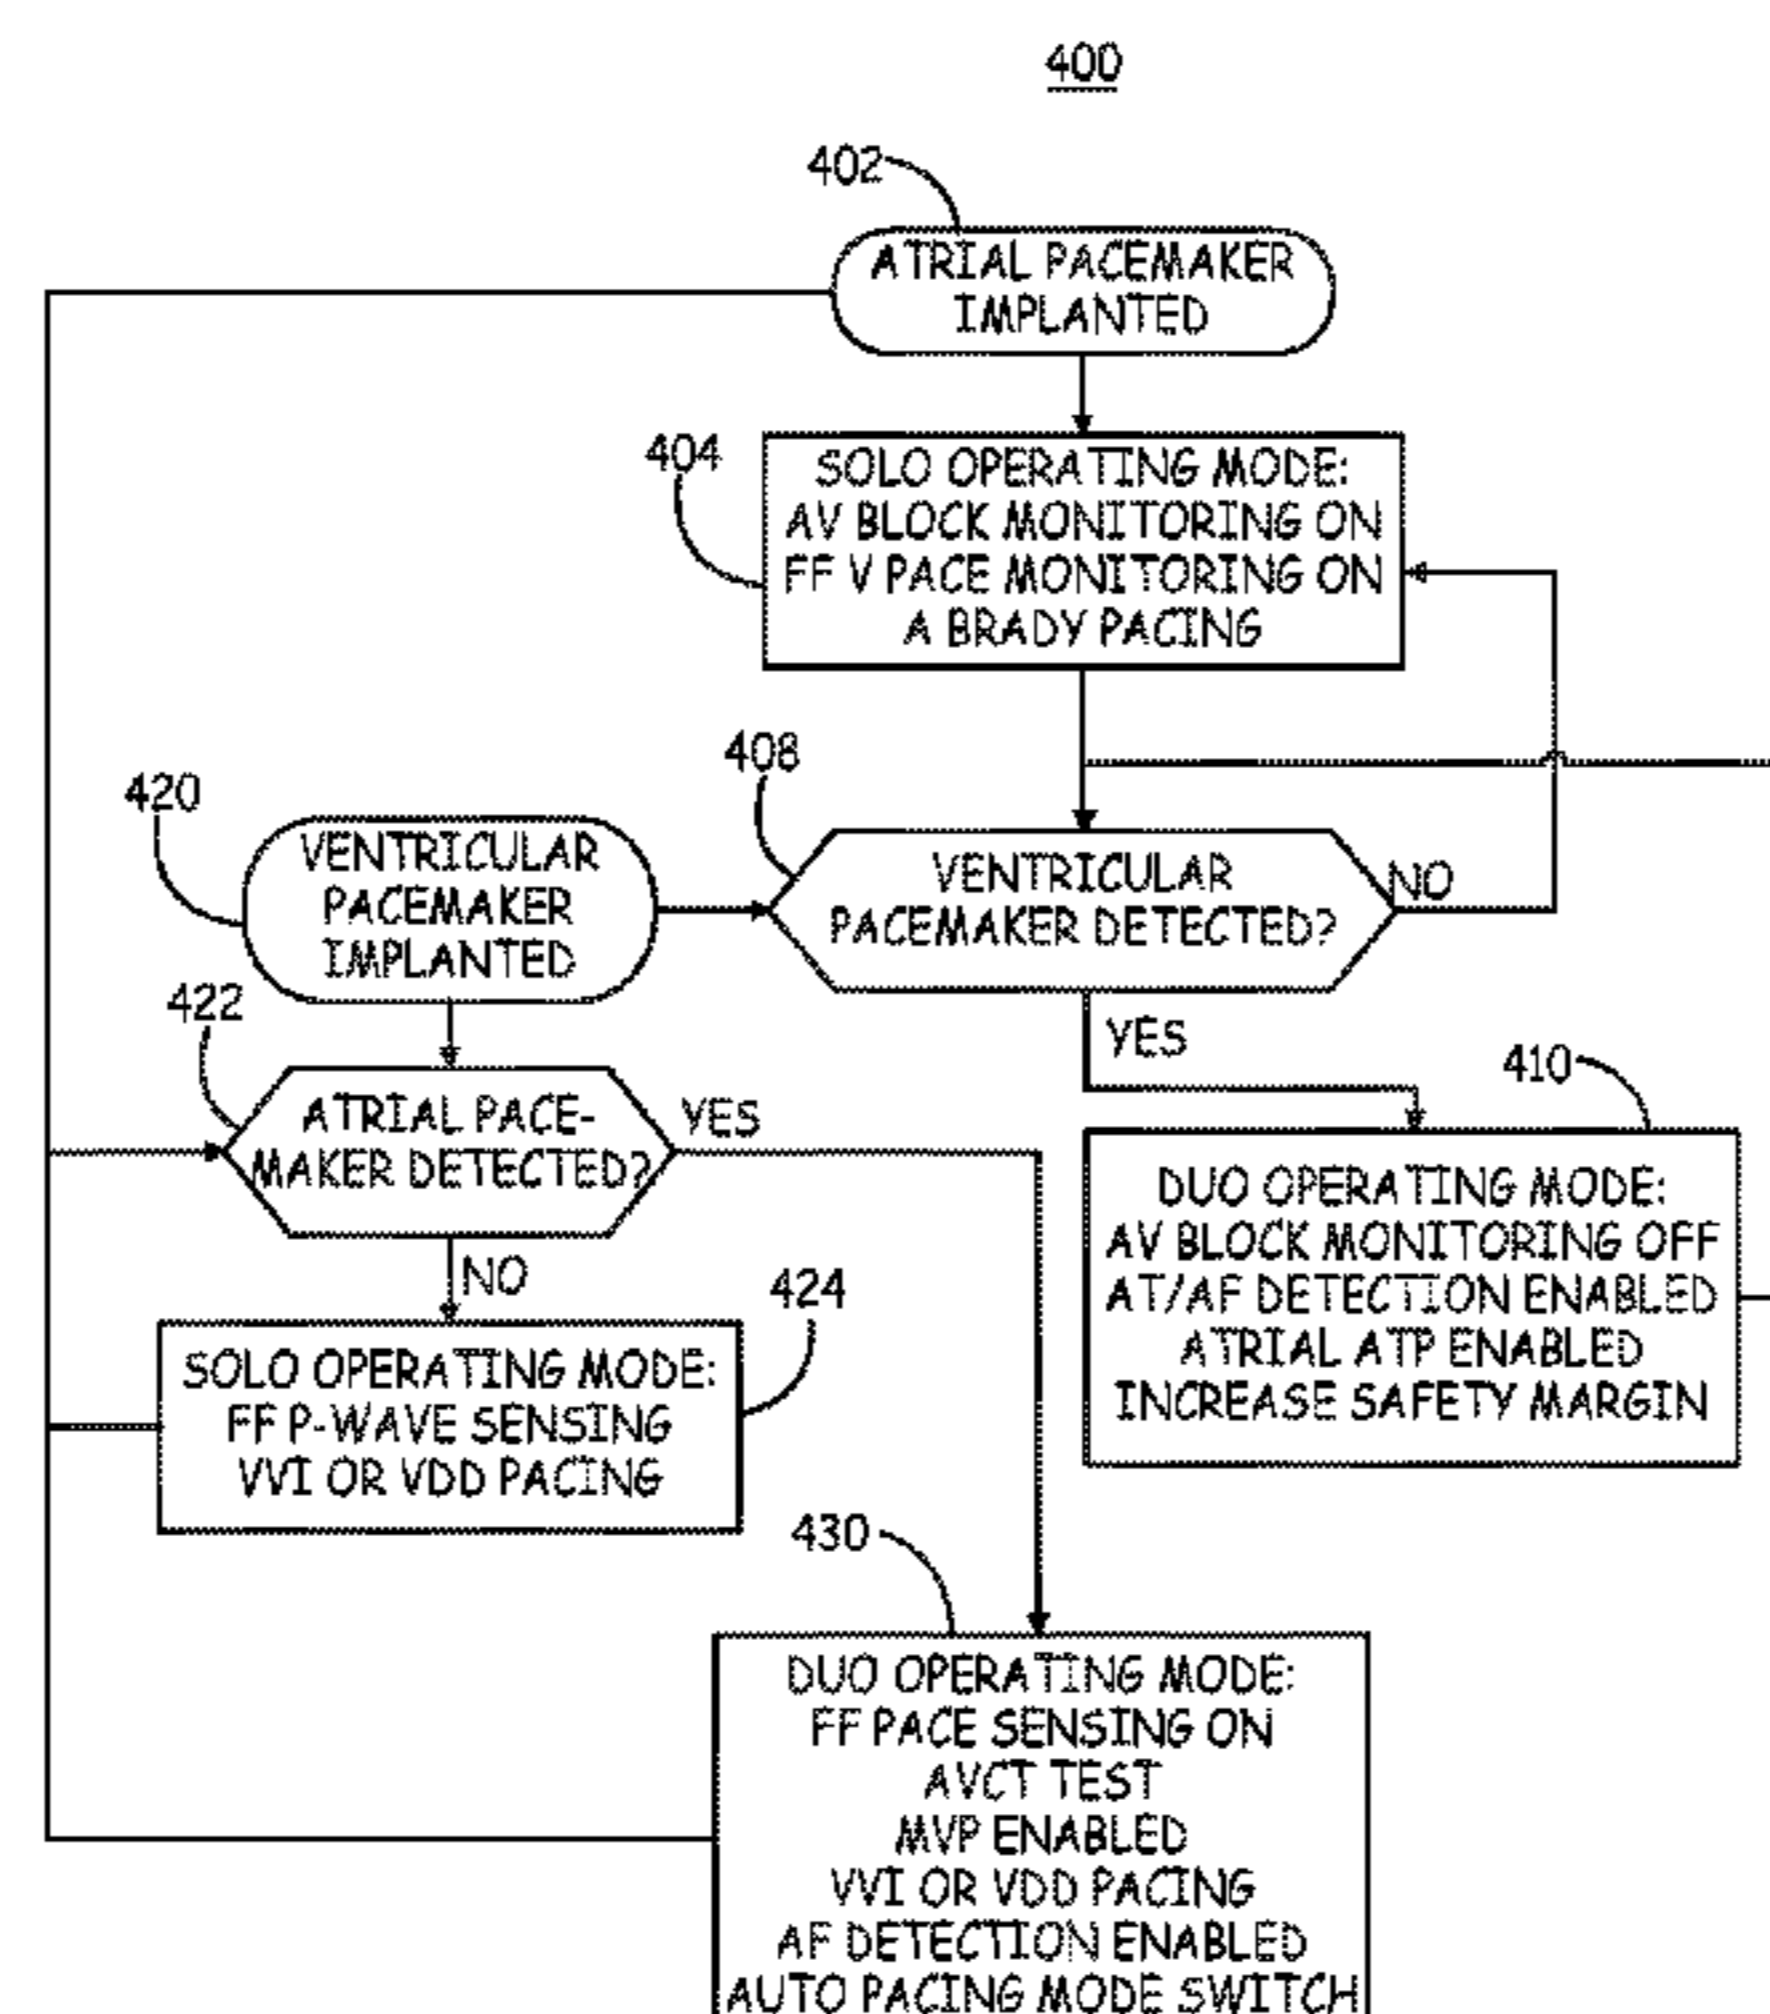 400
402
ATRIAL PACEMAKER
IMPLANTED
404
SOLO OPERATING MODE:
AV BLOCK MONITORING ON
FF V PACE MONITORING ON
A BRADY PACING
408
VENTRICULAR
PACEMAKER DETECTED?
NO
YES
420
VENTRICULAR
PACEMAKER
IMPLANTED
422
ATRIAL PACE-
MAKER DETECTED?
YES
NO
410
DUO OPERATING MODE:
AV BLOCK MONITORING OFF
AT/AF DETECTION ENABLED
ATRIAL ATP ENABLED
INCREASE SAFETY MARGIN
424
SOLO OPERATING MODE:
FF P-WAVE SENSING
VVI OR VDD PACING
430
DUO OPERATING MODE:
FF PACE SENSING ON
AVCT TEST
MVP ENABLED
VVI OR VDD PACING
AF DETECTION ENABLED
AUTO PACING MODE SWITCH